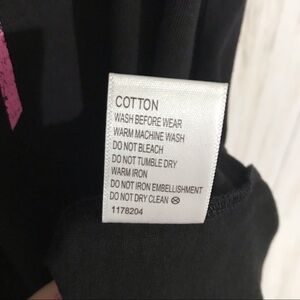 COTTON
WASH BEFORE WEAR
WARM MACHINE WASH
DO NOT BLEACH
DO NOT TUMBLE DRY
WARM IRON
DO NOT IRON EMBELLISHMENT
DO NOT DRY CLEAN ⓧ
1178204